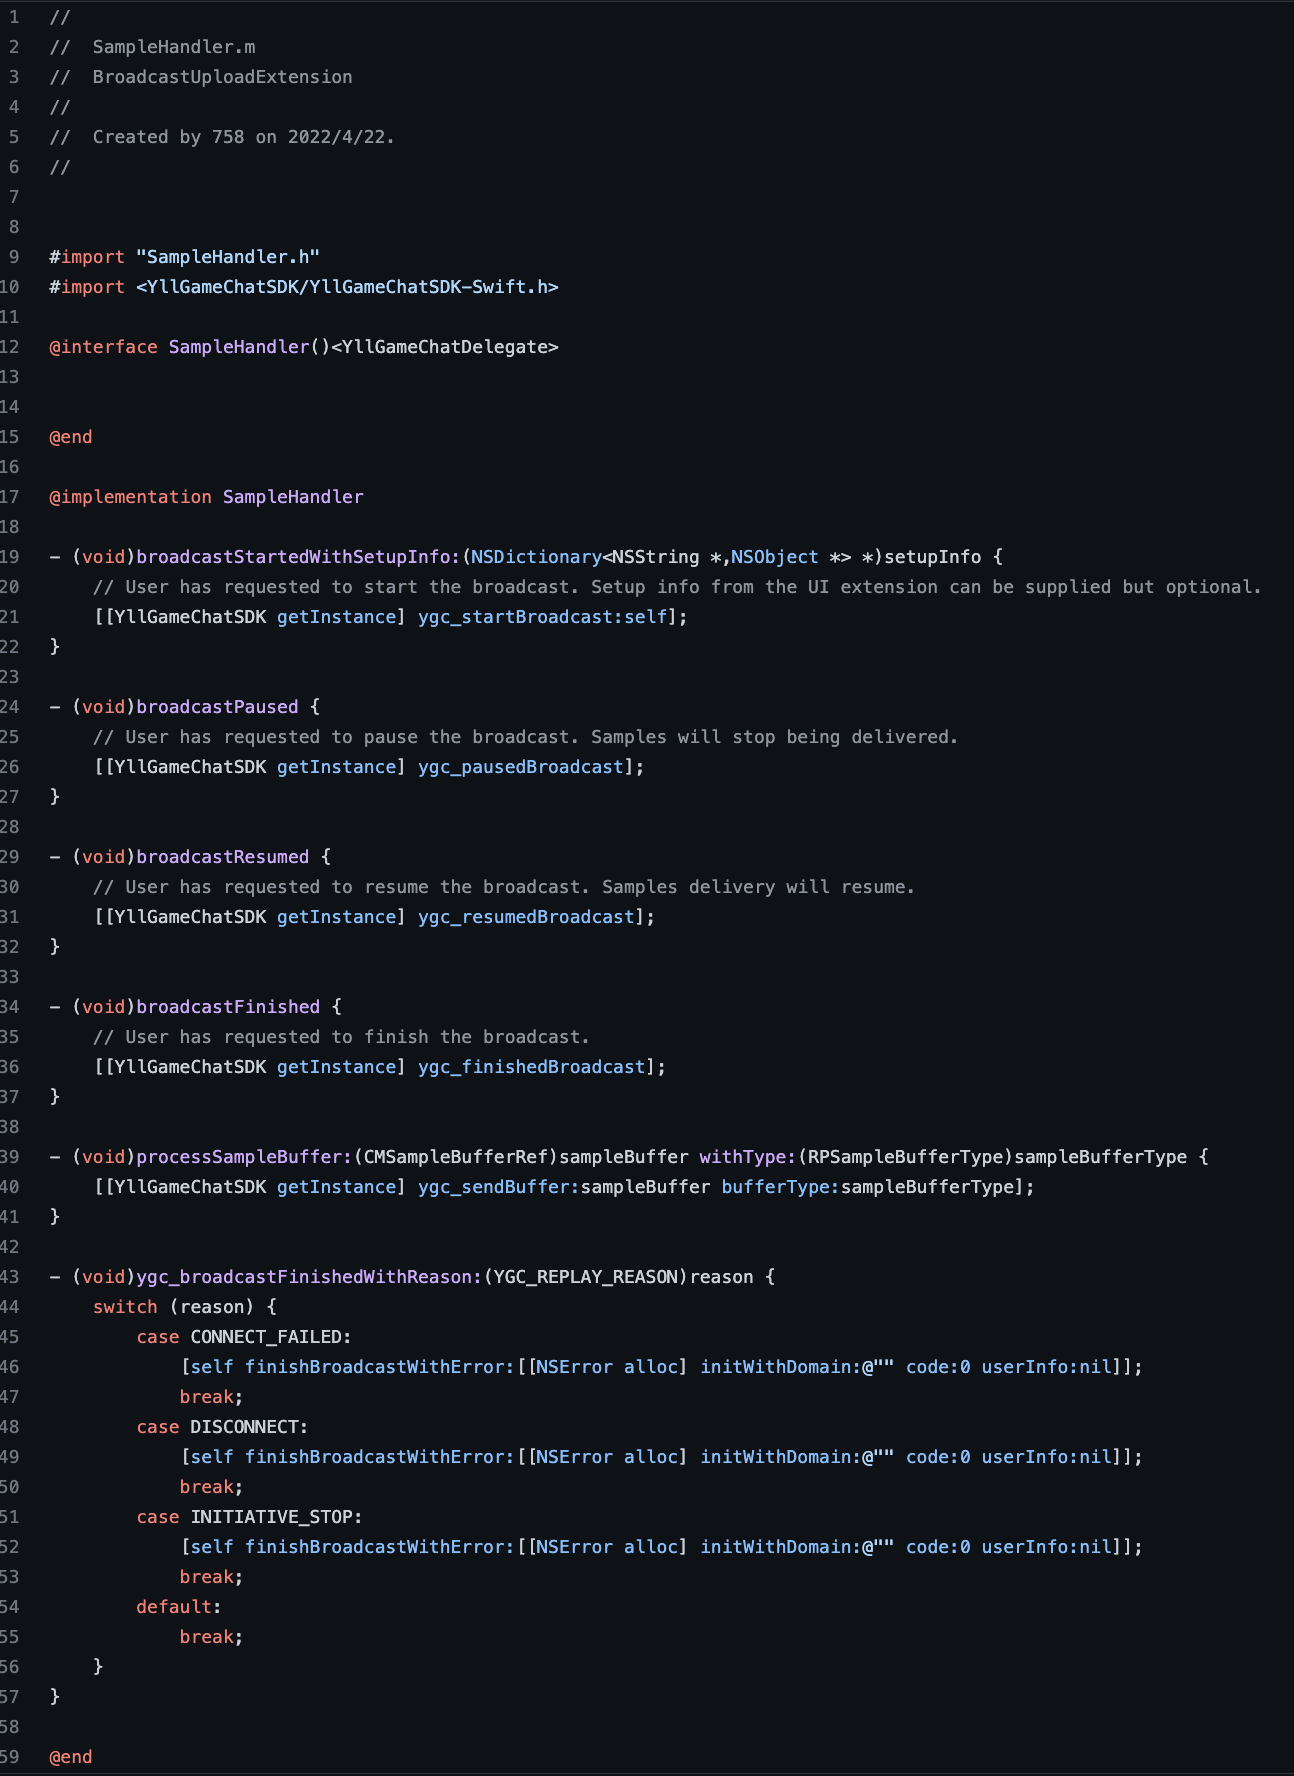 1 //
2 //  SampleHandler.m
3 //  BroadcastUploadExtension
4 //
5 //  Created by 758 on 2022/4/22.
6 //
7
8
9 #import "SampleHandler.h"
10 #import <YllGameChatSDK/YllGameChatSDK-Swift.h>
11
12 @interface SampleHandler()<YllGameChatDelegate>
13
14
15 @end
16
17 @implementation SampleHandler
18
19 - (void)broadcastStartedWithSetupInfo:(NSDictionary<NSString *,NSObject *> *)setupInfo {
20     // User has requested to start the broadcast. Setup info from the UI extension can be supplied but optional.
21     [[YllGameChatSDK getInstance] ygc_startBroadcast:self];
22 }
23
24 - (void)broadcastPaused {
25     // User has requested to pause the broadcast. Samples will stop being delivered.
26     [[YllGameChatSDK getInstance] ygc_pausedBroadcast];
27 }
28
29 - (void)broadcastResumed {
30     // User has requested to resume the broadcast. Samples delivery will resume.
31     [[YllGameChatSDK getInstance] ygc_resumedBroadcast];
32 }
33
34 - (void)broadcastFinished {
35     // User has requested to finish the broadcast.
36     [[YllGameChatSDK getInstance] ygc_finishedBroadcast];
37 }
38
39 - (void)processSampleBuffer:(CMSampleBufferRef)sampleBuffer withType:(RPSampleBufferType)sampleBufferType {
40     [[YllGameChatSDK getInstance] ygc_sendBuffer:sampleBuffer bufferType:sampleBufferType];
41 }
42
43 - (void)ygc_broadcastFinishedWithReason:(YGC_REPLAY_REASON)reason {
44     switch (reason) {
45         case CONNECT_FAILED:
46             [self finishBroadcastWithError:[[NSError alloc] initWithDomain:@"" code:0 userInfo:nil]];
47             break;
48         case DISCONNECT:
49             [self finishBroadcastWithError:[[NSError alloc] initWithDomain:@"" code:0 userInfo:nil]];
50             break;
51         case INITIATIVE_STOP:
52             [self finishBroadcastWithError:[[NSError alloc] initWithDomain:@"" code:0 userInfo:nil]];
53             break;
54         default:
55             break;
56     }
57 }
58
59 @end